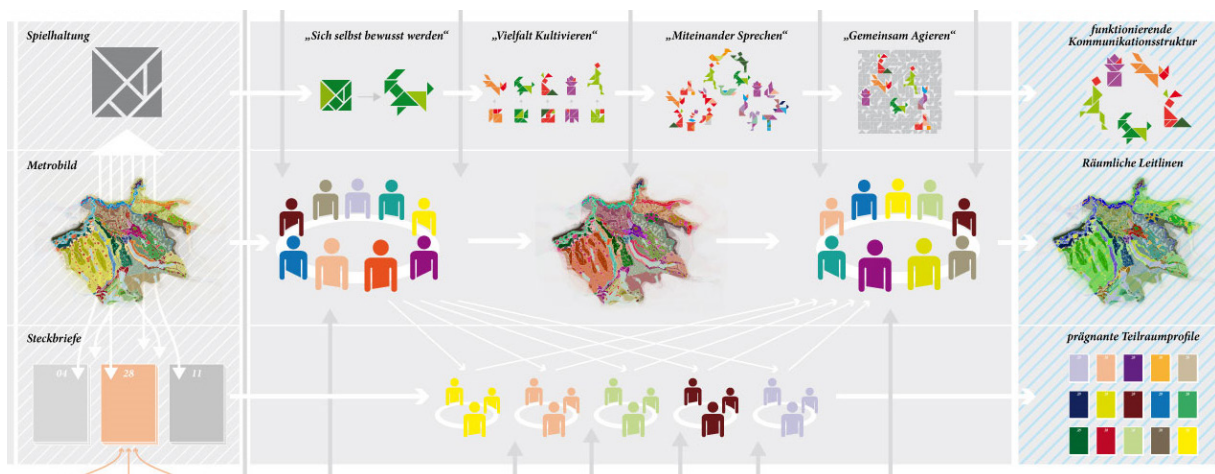 Spielhaltung
„Sich selbst bewusst werden“
„Vielfalt Kultivieren“
„Miteinander Sprechen“
„Gemeinsam Agieren“
funktionierende
Kommunikationsstruktur
Metrobild
Räumliche Leitlinen
Steckbriefe
prägnante Teilraumprofile
04
28
11